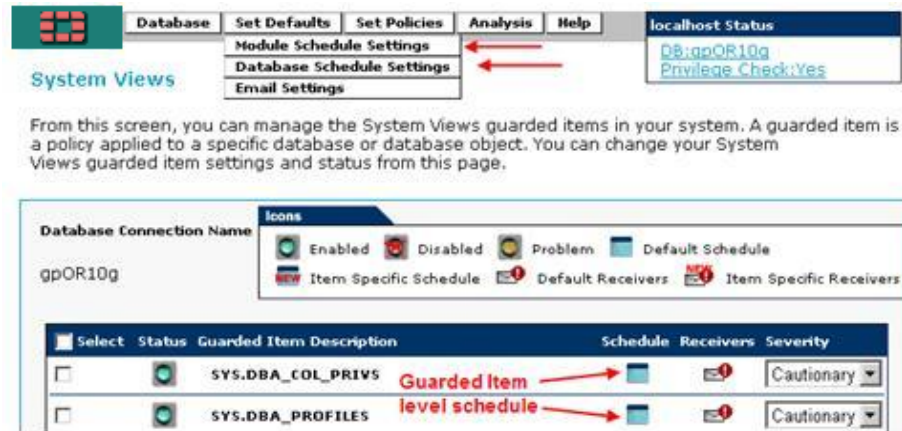 Database Set Defaults Set Policies Analysis Help
Module Schedule Settings
Database Schedule Settings
Email Settings
localhost Status
DB:gpOR10g
Privilege Check:Yes
System Views
From this screen, you can manage the System Views guarded items in your system. A guarded item is
a policy applied to a specific database or database object. You can change your System
Views guarded item settings and status from this page.
Database Connection Name
gpOR10g
Icons
Enabled Disabled Problem Default Schedule
NEW Item Specific Schedule Default Receivers NEW Item Specific Receivers
Select Status Guarded Item Description Schedule Receivers Severity
SYS.DBA_COL_PRIVS Cautionary
Guarded Item
level schedule
SYS.DBA_PROFILES Cautionary